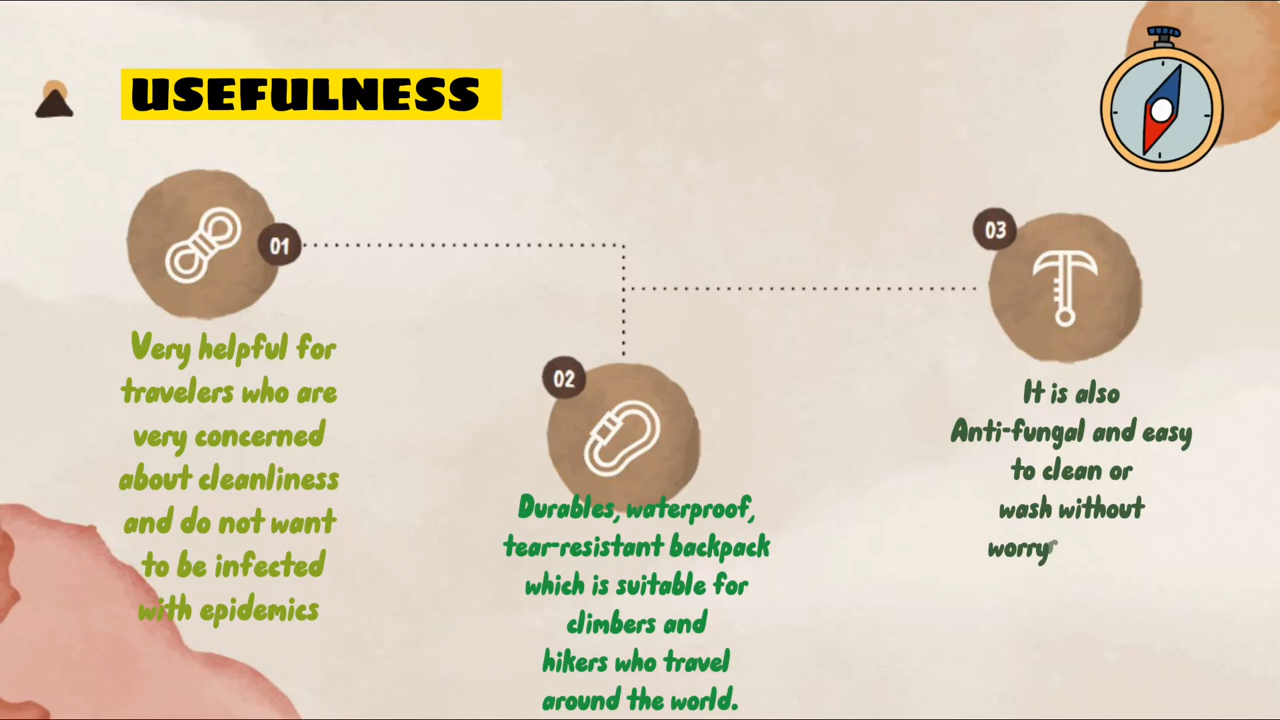 USEFULNESS
01
Very helpful for
travelers who are
very concerned
about cleanliness
and do not want
to be infected
with epidemics
02
Durables, waterproof,
tear-resistant backpack
which is suitable for
climbers and
hikers who travel
around the world.
03
It is also
Anti-fungal and easy
to clean or
wash without
worry